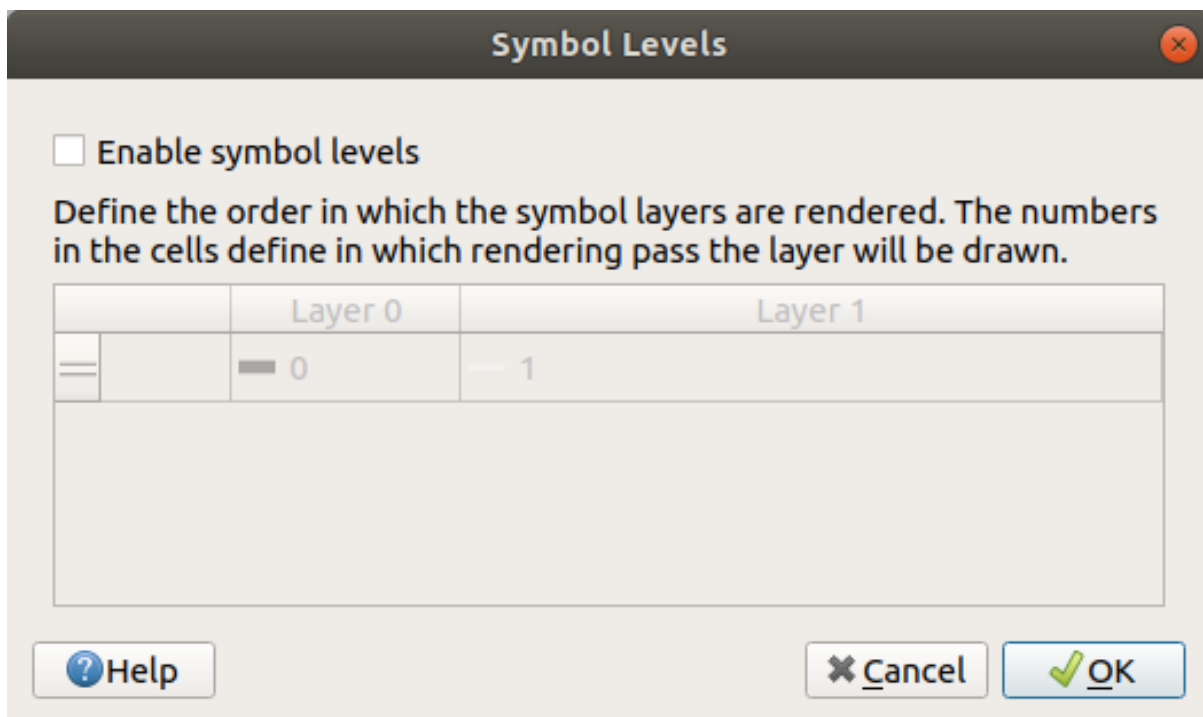 Symbol Levels
Enable symbol levels
Define the order in which the symbol layers are rendered. The numbers
in the cells define in which rendering pass the layer will be drawn.
Layer 0 Layer 1
0 1
Help Cancel OK